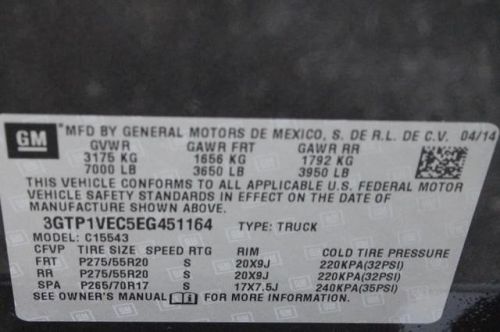 GM *MFD BY GENERAL MOTORS DE MEXICO, S. DE R.L. DE C.V. 04/14
GVWR GAWR FRT GAWR RR
3175 KG 1656 KG 1792 KG
7000 LB 3650 LB 3950 LB
THIS VEHICLE CONFORMS TO ALL APPLICABLE U.S. FEDERAL MOTOR
VEHICLE SAFETY STANDARDS IN EFFECT ON THE DATE OF
MANUFACTURE SHOWN ABOVE.
3GTP1VEC5EG451164 TYPE: TRUCK
MODEL: C15543
CFVP TIRE SIZE SPEED RTG RIM COLD TIRE PRESSURE
FRT P275/55R20 S 20X9J 220KPA(32PSI)
RR P275/55R20 S 20X9J 220KPA(32PSI)
SPA P265/70R17 S 17X7.5J 240KPA(35PSI)
SEE OWNER'S MANUAL FOR MORE INFORMATION